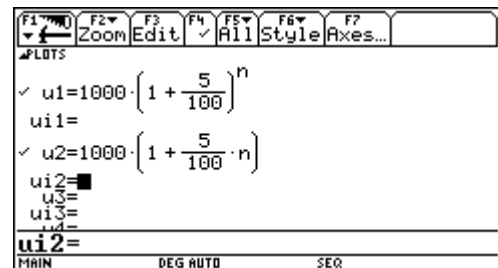 F1 F2 F3 F4 F5 F6 F7
Zoom Edit ✓ All Style Axes...
PLOTS
✓ u1=1000·(1 + 5/100)^n
ui1=
✓ u2=1000·(1 + 5/100·n)
ui2=
u3=
ui3=
u4=
ui2=
MAIN DEG AUTO SEQ